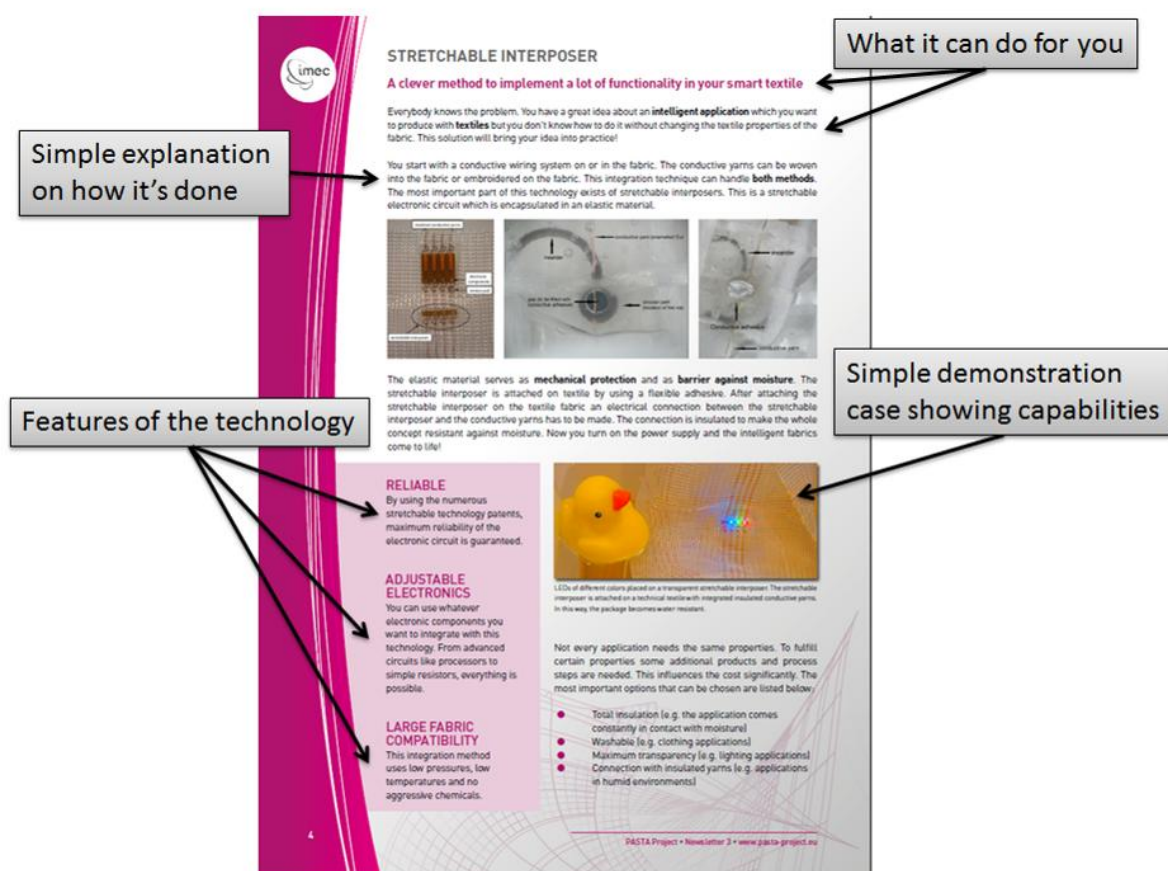 What it can do for you
imec
STRETCHABLE INTERPOSER
A clever method to implement a lot of functionality in your smart textile
Everybody knows the problem. You have a great idea about an intelligent application which you want
to produce with textiles but you don't know how to do it without changing the textile properties of the
fabric. This solution will bring your idea into practice!
Simple explanation
on how it's done
You start with a conductive wiring system on or in the fabric. The conductive yarns can be woven
into the fabric or embroidered on the fabric. This integration technique can handle both methods.
The most important part of this technology exists of stretchable interposers. This is a stretchable
electronic circuit which is encapsulated in an elastic material.
Conductive adhesive
conductive yarn
The elastic material serves as mechanical protection and as barrier against moisture. The
stretchable interposer is attached on textile by using a flexible adhesive. After attaching the
stretchable interposer on the textile fabric an electrical connection between the stretchable
interposer and the conductive yarns has to be made. The connection is insulated to make the whole
concept resistant against moisture. Now you turn on the power supply and the intelligent fabrics
come to life!
Simple demonstration
case showing capabilities
Features of the technology
RELIABLE
By using the numerous
stretchable technology patents,
maximum reliability of the
electronic circuit is guaranteed.
ADJUSTABLE
ELECTRONICS
You can use whatever
electronic components you
want to integrate with this
technology. From advanced
circuits like processors to
simple resistors, everything is
possible.
LARGE FABRIC
COMPATIBILITY
This integration method
uses low pressures, low
temperatures and no
aggressive chemicals.
LEDs of different colors placed on a transparent stretchable interposer. The stretchable
interposer is attached on a technical textile with integrated insulated conductive yarns.
In this way, the package becomes water resistant.
Not every application needs the same properties. To fulfill
certain properties some additional products and process
steps are needed. This influences the cost significantly. The
most important options that can be chosen are listed below:
● Total insulation (e.g. the application comes
constantly in contact with moisture)
● Washable (e.g. clothing applications)
● Maximum transparency (e.g. lighting applications)
● Connection with insulated yarns (e.g. applications
in humid environments)
4
PASTA Project • Newsletter 3 • www.pasta-project.eu